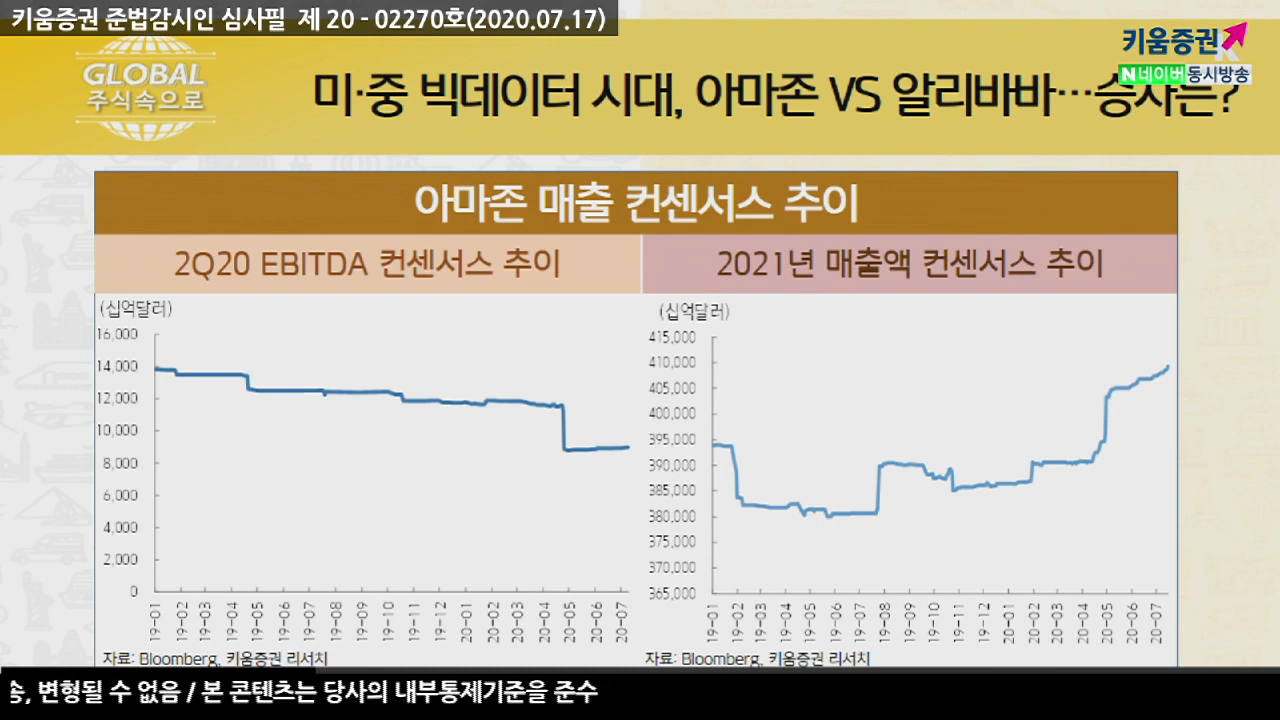 키움증권 준법감시인 심사필 제 20 - 02270호(2020.07.17)
키움증권
N 네이버 동시방송
GLOBAL
주식속으로
미·중 빅데이터 시대, 아마존 VS 알리바바…승자는?
아마존 매출 컨센서스 추이
2Q20 EBITDA 컨센서스 추이
2021년 매출액 컨센서스 추이
(십억달러)
16,000
14,000
12,000
10,000
8,000
6,000
4,000
2,000
0
19-01 19-02 19-03 19-04 19-05 19-06 19-07 19-08 19-09 19-10 19-11 19-12 20-01 20-02 20-03 20-04 20-05 20-06 20-07
자료: Bloomberg, 키움증권 리서치
(십억달러)
415,000
410,000
405,000
400,000
395,000
390,000
385,000
380,000
375,000
370,000
365,000
19-01 19-02 19-03 19-04 19-05 19-06 19-07 19-08 19-09 19-10 19-11 19-12 20-01 20-02 20-03 20-04 20-05 20-06 20-07
자료: Bloomberg, 키움증권 리서치
, 변형될 수 없음 / 본 콘텐츠는 당사의 내부통제기준을 준수